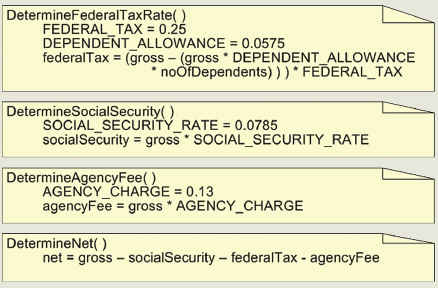 DetermineFederalTaxRate( )
FEDERAL_TAX = 0.25
DEPENDENT_ALLOWANCE = 0.0575
federalTax = (gross – (gross * DEPENDENT_ALLOWANCE
* noOfDependents) ) ) * FEDERAL_TAX
DetermineSocialSecurity( )
SOCIAL_SECURITY_RATE = 0.0785
socialSecurity = gross * SOCIAL_SECURITY_RATE
DetermineAgencyFee( )
AGENCY_CHARGE = 0.13
agencyFee = gross * AGENCY_CHARGE
DetermineNet( )
net = gross – socialSecurity – federalTax - agencyFee